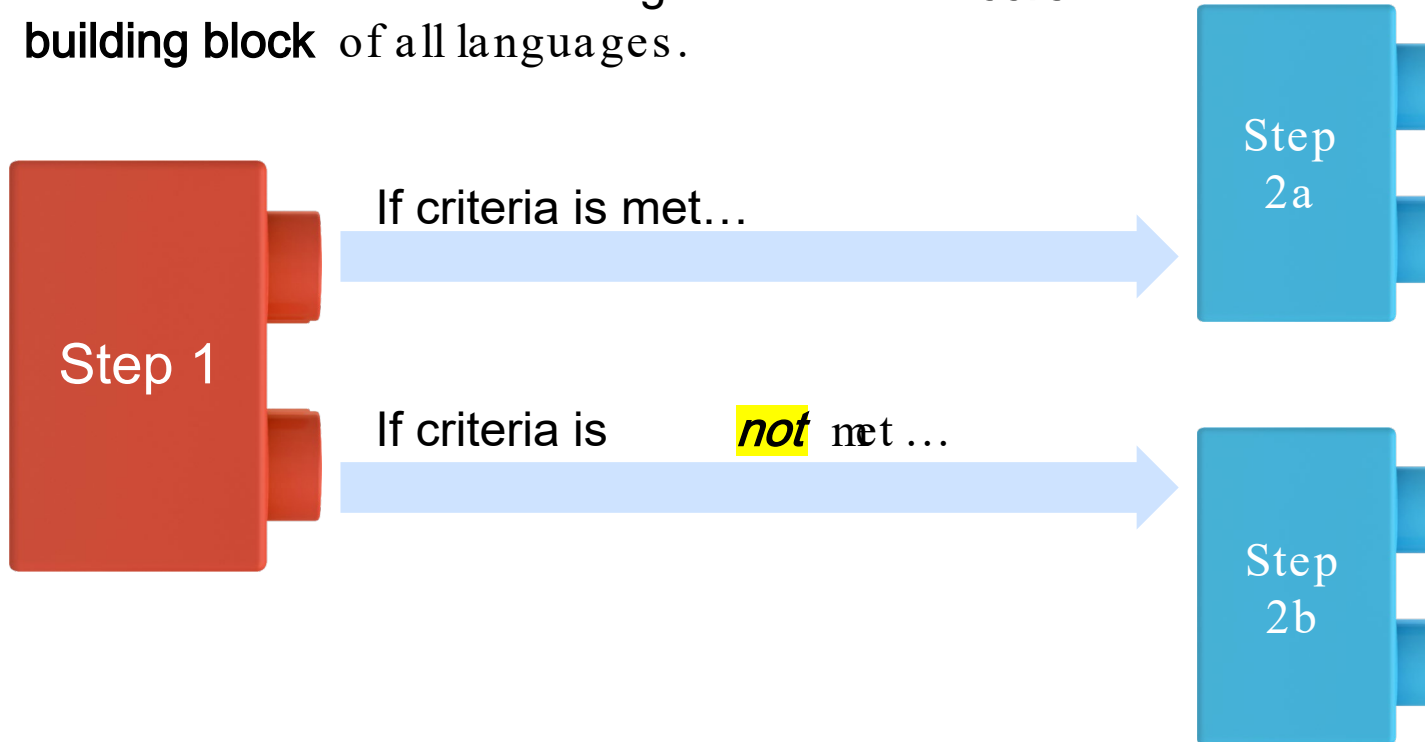 building block of all languages.
Step
2a
If criteria is met…
Step 1
If criteria is not met …
Step
2b